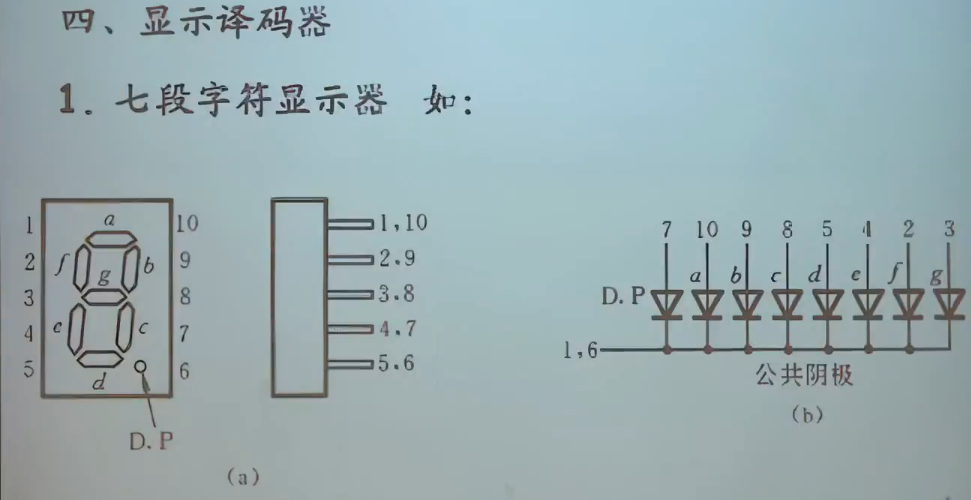 四、显示译码器
1. 七段字符显示器 如：
1 a 10
2 f b 9
g
3 8
4 e c 7
5 d 6
D.P
(a)
1,10
2.9
3.8
4.7
5.6
7 10 9 8 5 4 2 3
a b c d e f g
D.P
1,6
公共阴极
(b)